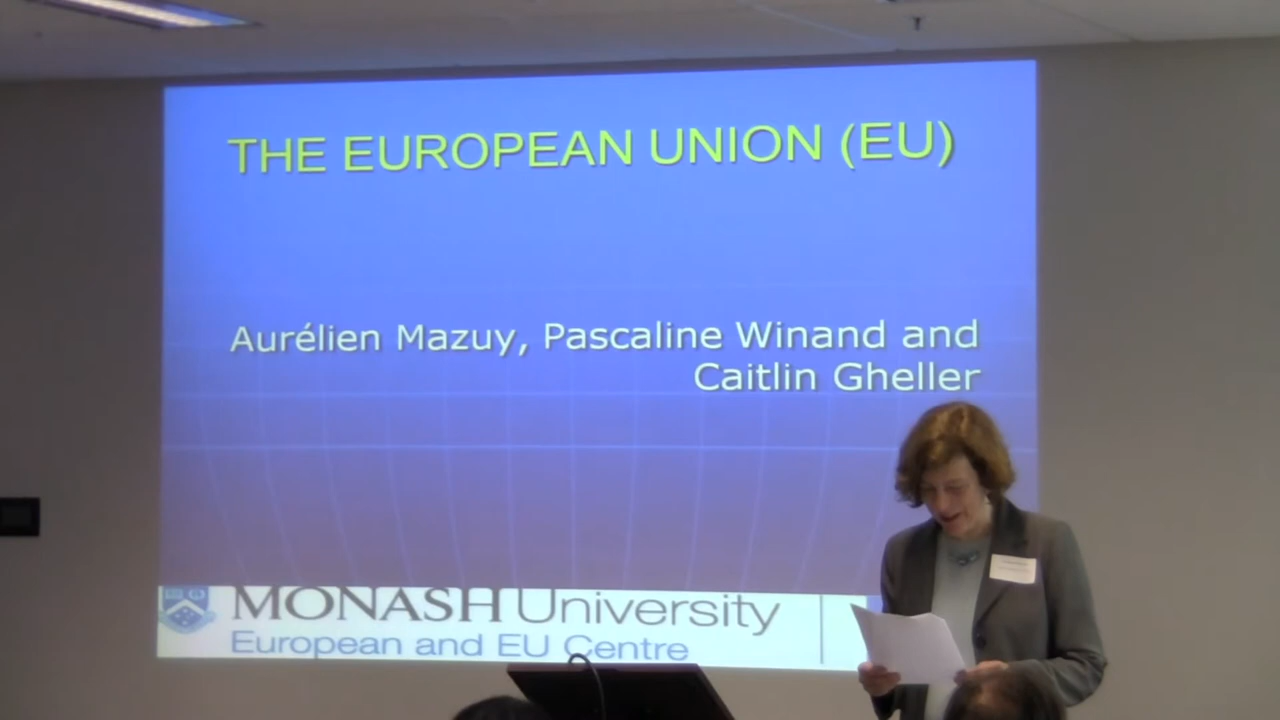 THE EUROPEAN UNION (EU)
Aurélien Mazuy, Pascaline Winand and
Caitlin Gheller
MONASH University
European and EU Centre